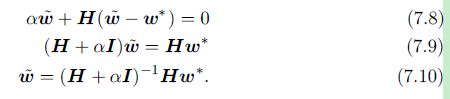 αw̃ + H(w̃ − w*) = 0 (7.8)
(H + αI)w̃ = Hw* (7.9)
w̃ = (H + αI)⁻¹Hw*. (7.10)